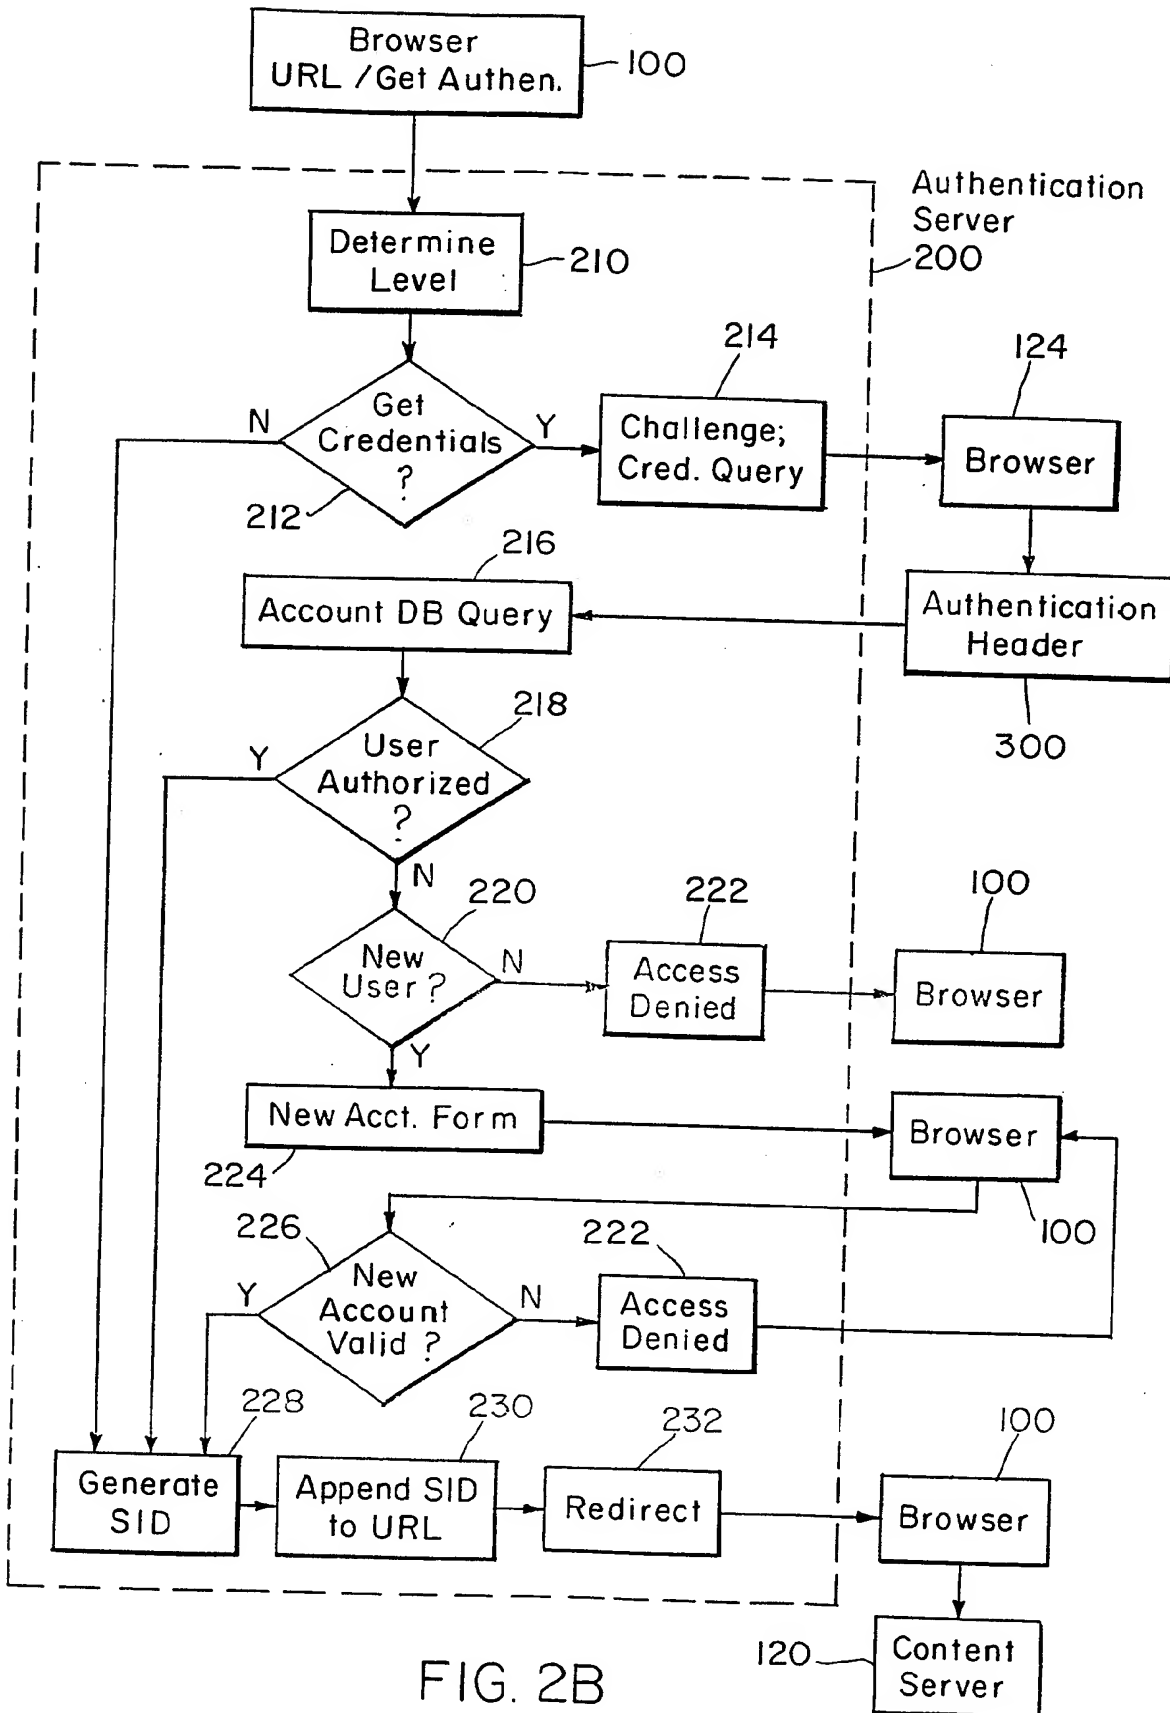 Browser
URL / Get Authen.
100
Authentication
Server
200
Determine
Level
210
214
124
N
Get
Credentials
?
Y
Challenge;
Cred. Query
Browser
212
216
Account DB Query
Authentication
Header
218
300
Y
User
Authorized
?
N
220
222
100
New
User ?
N
Access
Denied
Browser
Y
New Acct. Form
Browser
224
100
226
222
Y
New
Account
Valid ?
N
Access
Denied
228
230
232
100
Generate
SID
Append SID
to URL
Redirect
Browser
120
Content
Server
FIG. 2B